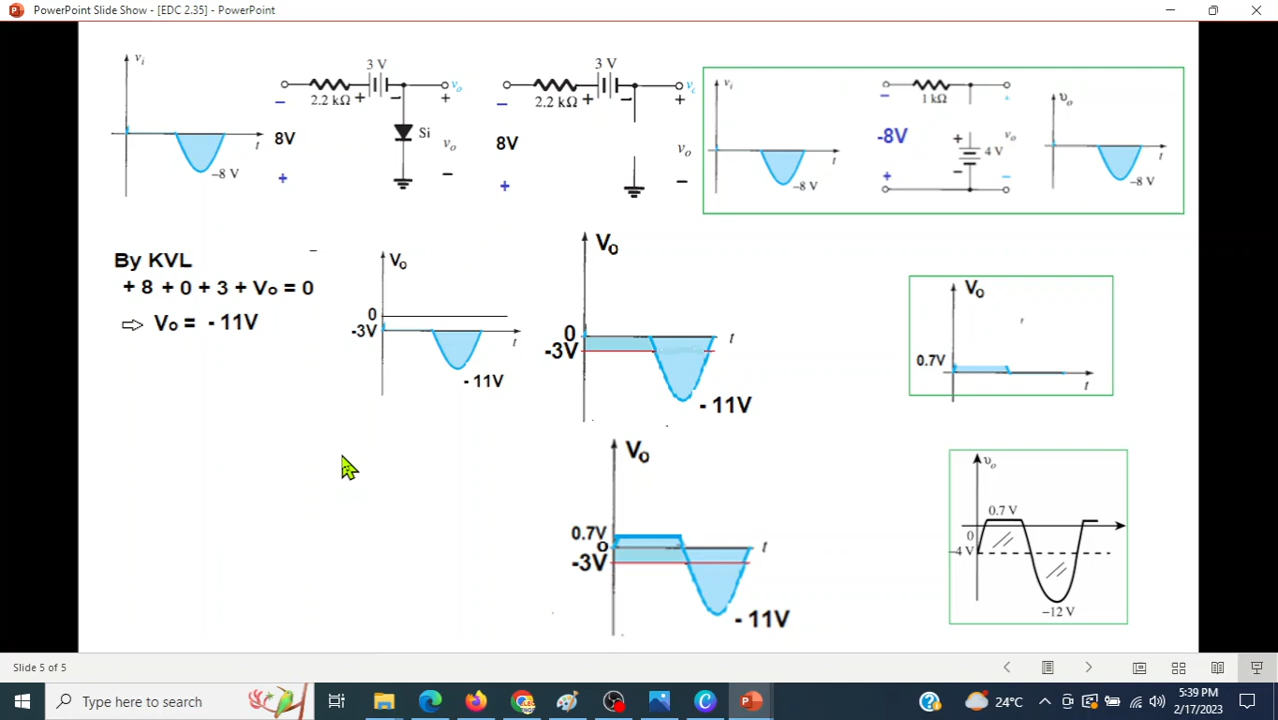 PowerPoint Slide Show - [EDC 2.35] - PowerPoint
vi
t
-8 V
3 V
2.2 kΩ
+
-
vo
+
Si
vo
-
-
8V
+
3 V
2.2 kΩ
+
-
+
vo
-
-
8V
+
vi
t
-8 V
1 kΩ
-
-8V
+
+
4 V
-
vo
-
υo
t
-8 V
By KVL
+ 8 + 0 + 3 + Vo = 0
⇨ Vo = - 11V
Vo
0
-3V
t
- 11V
Vo
0
-3V
t
- 11V
Vo
0.7V
t
Vo
0.7V
0
-3V
t
- 11V
υo
0.7 V
0
-4 V
-12 V
Slide 5 of 5
Type here to search
24°C
5:39 PM
2/17/2023